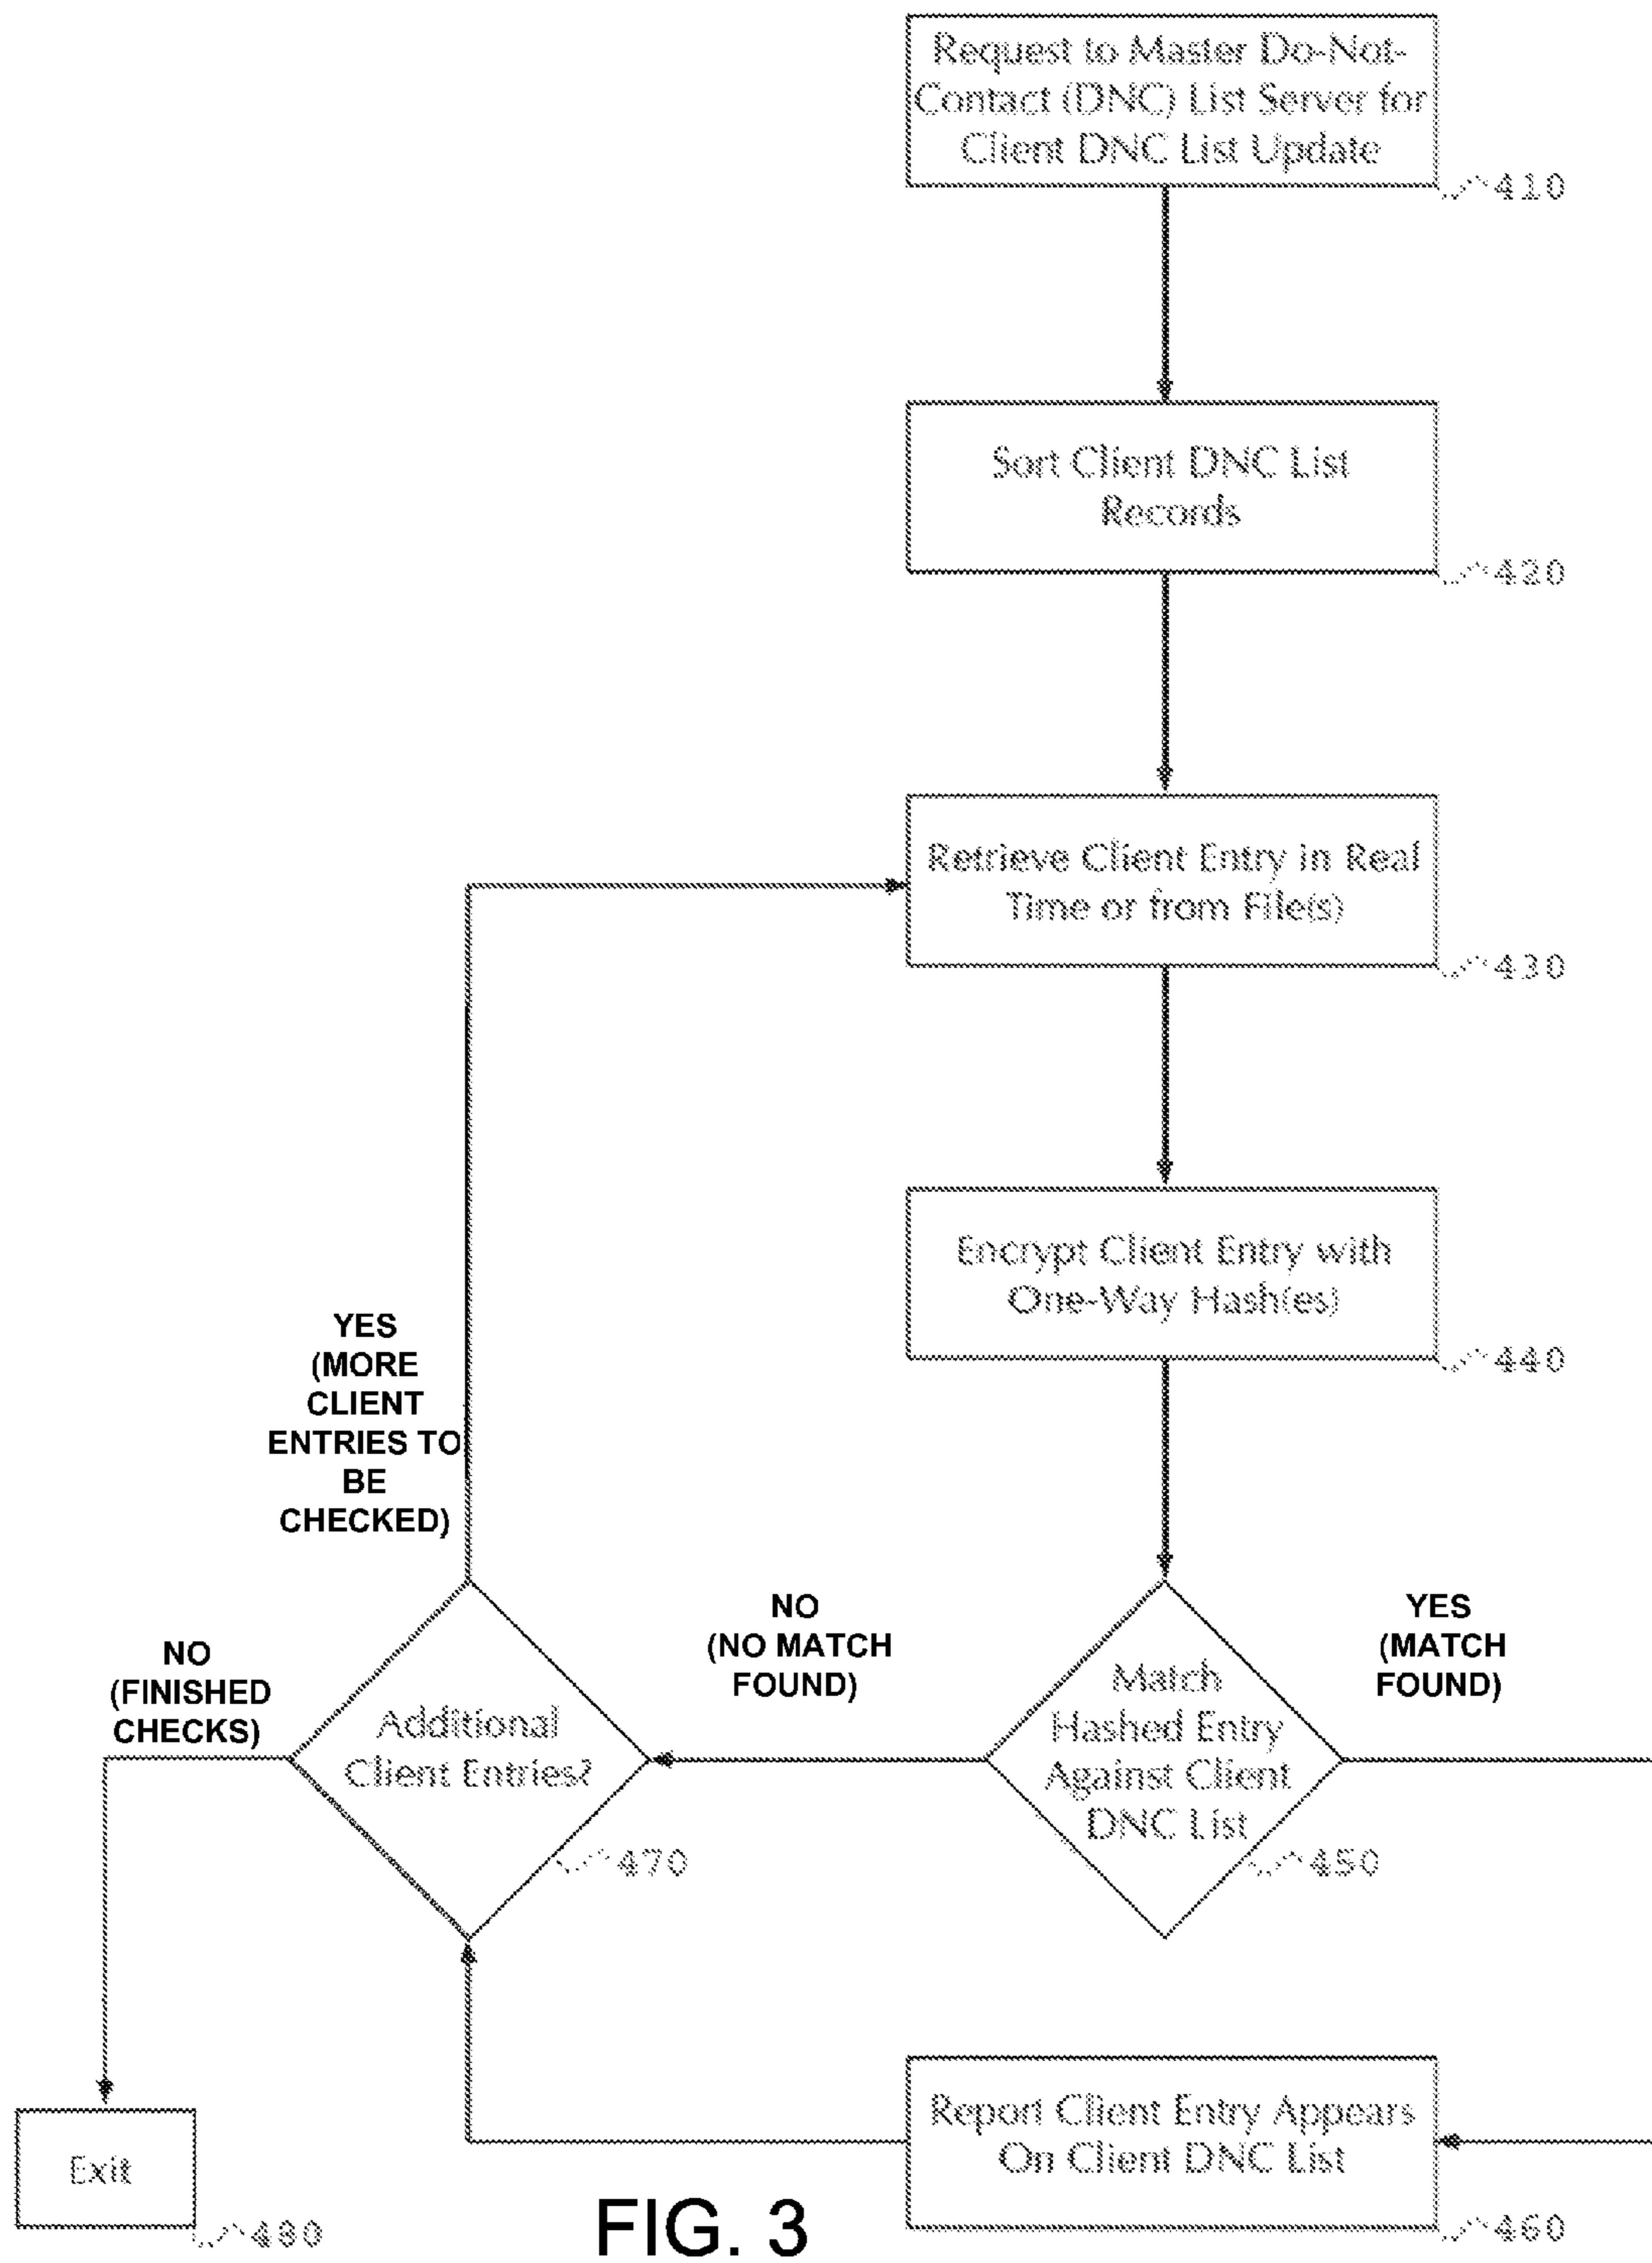 Request to Master Do-Not-
Contact (DNC) List Server for
Client DNC List Update
410
Sort Client DNC List
Records
420
Retrieve Client Entry in Real
Time or from File(s)
430
Encrypt Client Entry with
One-Way Hash(es)
440
YES
(MORE
CLIENT
ENTRIES TO
BE
CHECKED)
NO
(FINISHED
CHECKS)
Additional
Client Entries?
470
NO
(NO MATCH
FOUND)
Match
Hashed Entry
Against Client
DNC List
450
YES
(MATCH
FOUND)
Report Client Entry Appears
On Client DNC List
460
Exit
480
FIG. 3